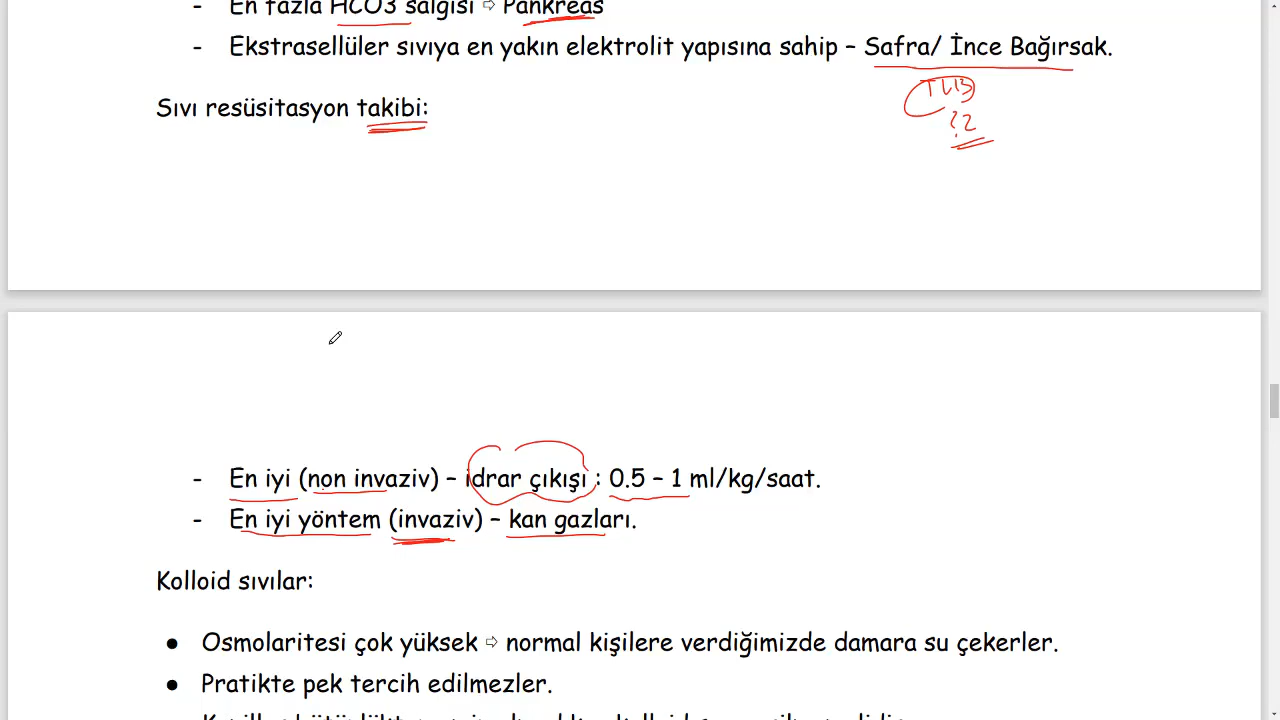 - En fazla HCO3 salgısı ⇨ Pankreas
- Ekstrasellüler sıvıya en yakın elektrolit yapısına sahip – Safra/ İnce Bağırsak.
Sıvı resüsitasyon takibi:
??
- En iyi (non invaziv) – idrar çıkışı : 0.5 – 1 ml/kg/saat.
- En iyi yöntem (invaziv) – kan gazları.
Kolloid sıvılar:
● Osmolaritesi çok yüksek ⇨ normal kişilere verdiğimizde damara su çekerler.
● Pratikte pek tercih edilmezler.